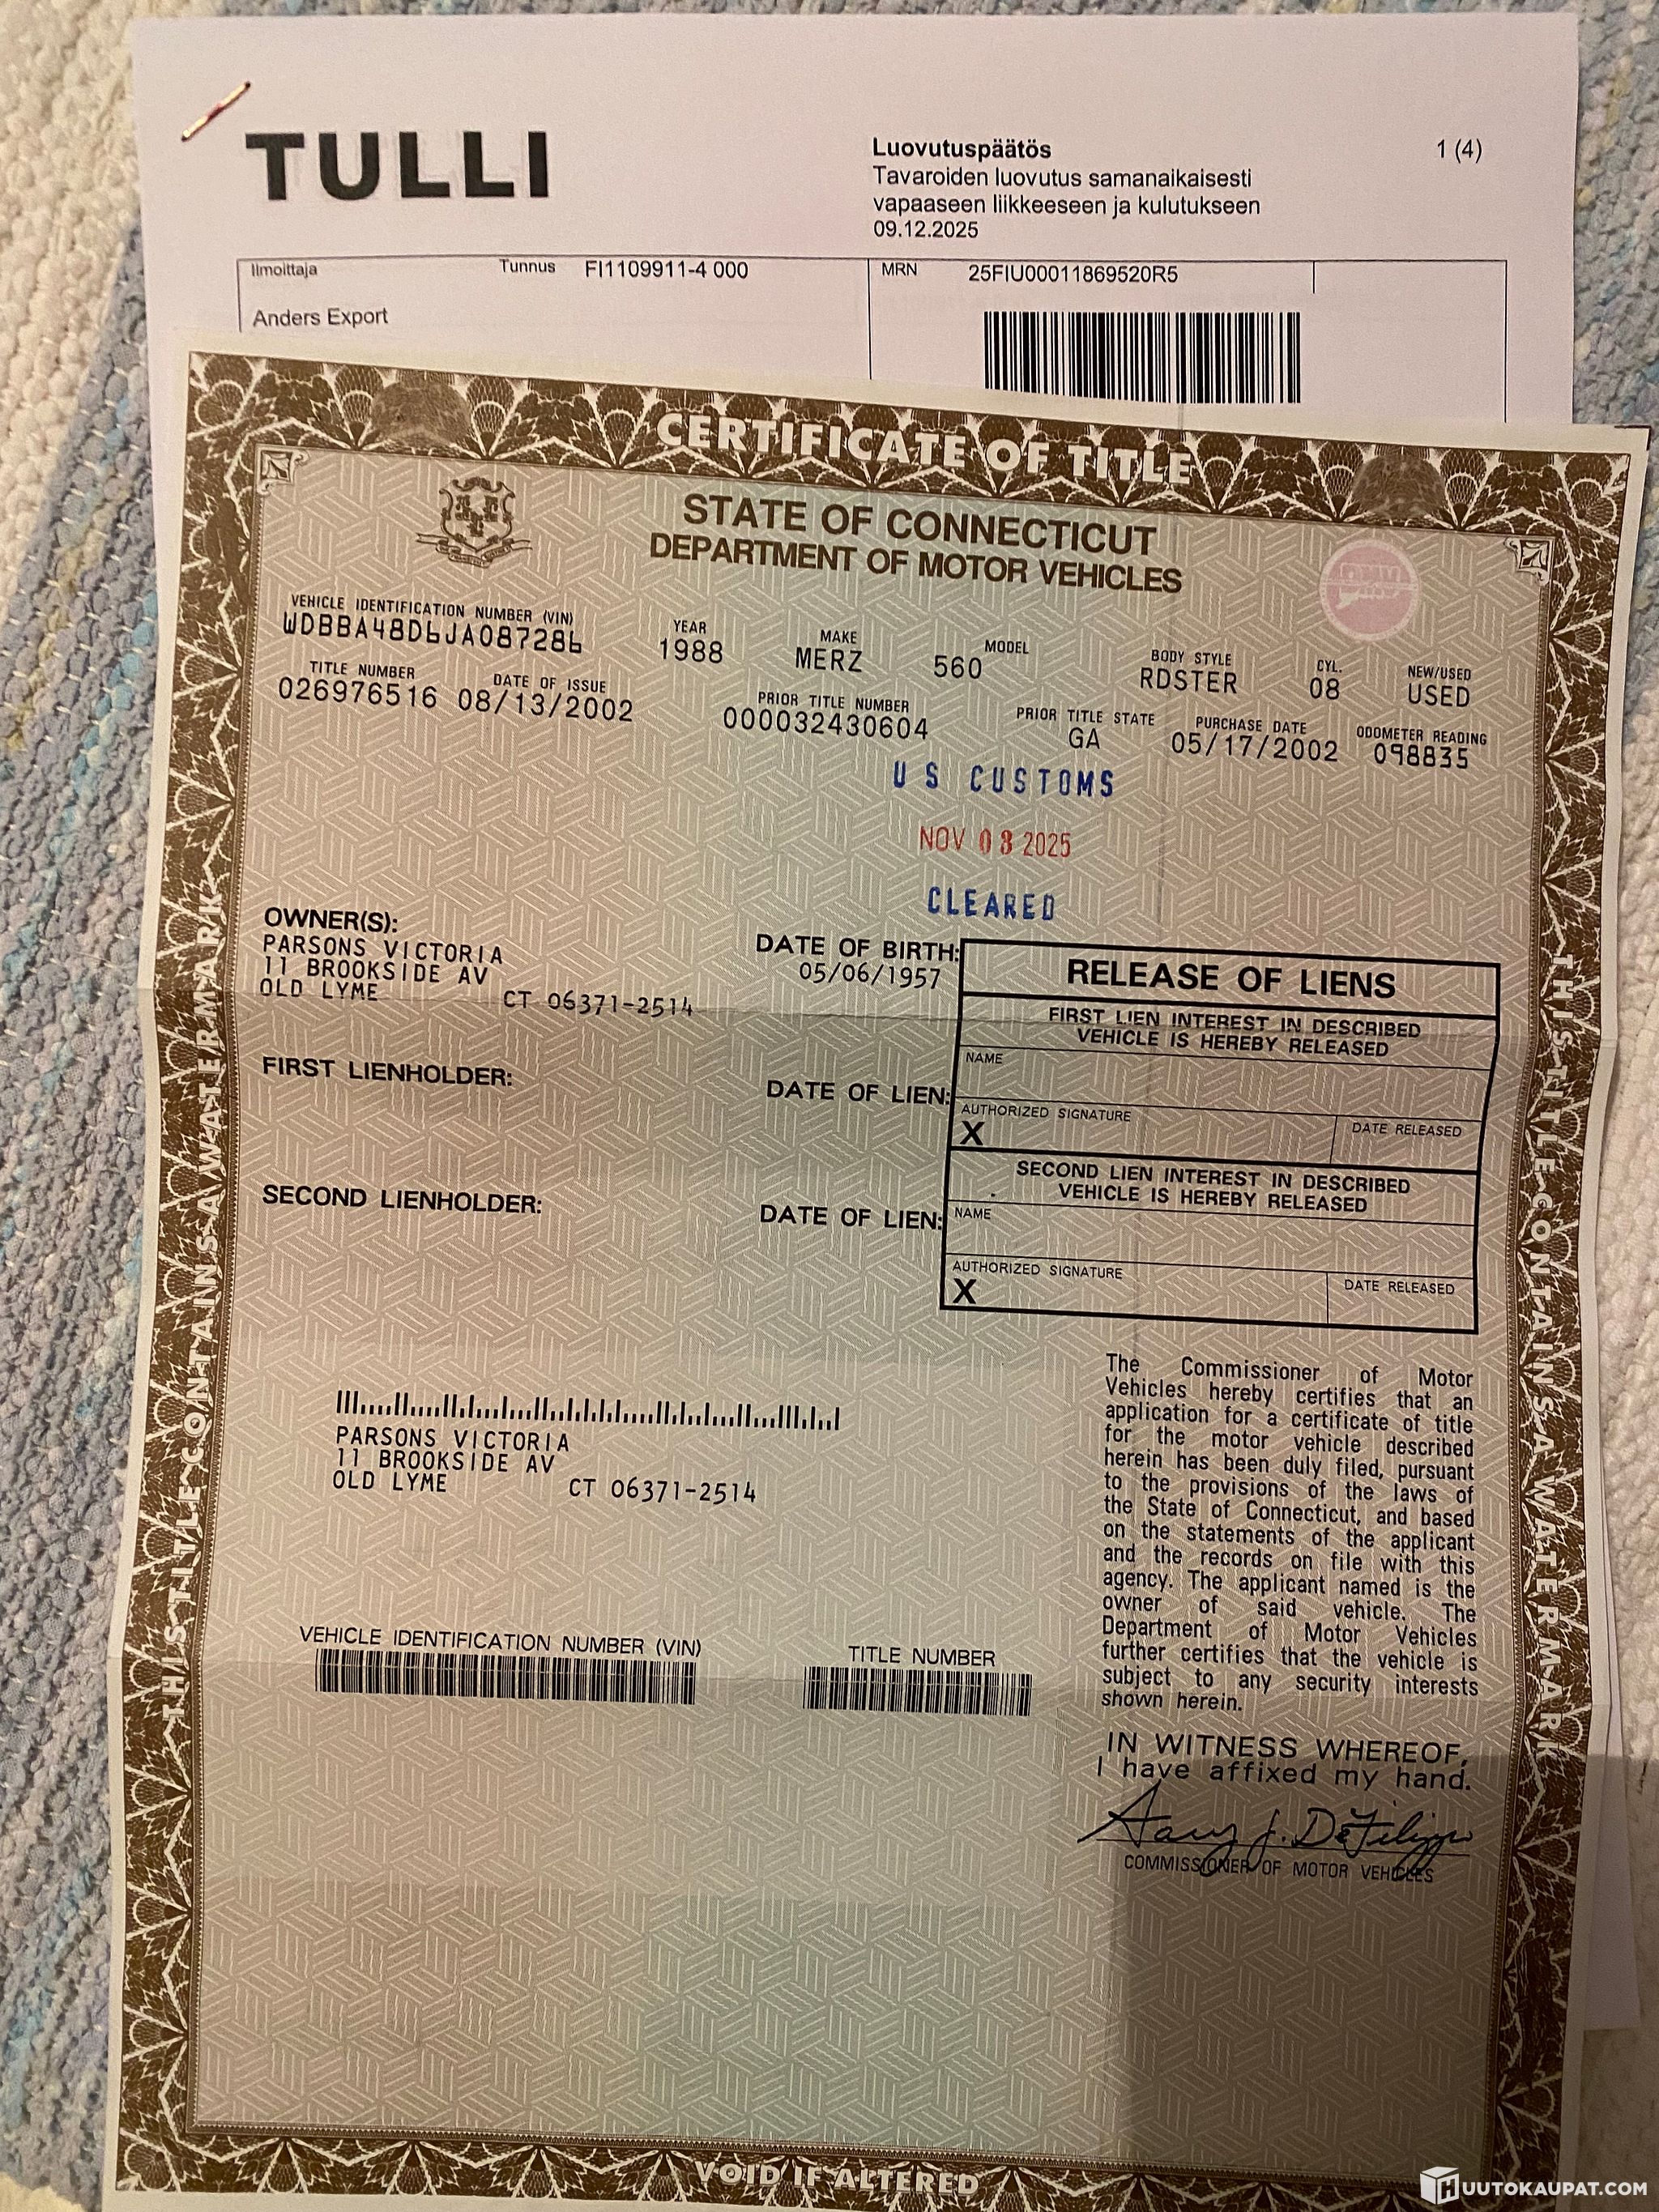 TULLI
Luovutuspäätös
1 (4)
Tavaroiden luovutus samanaikaisesti
vapaaseen liikkeeseen ja kulutukseen
09.12.2025
Ilmoittaja Tunnus FI1109911-4 000 MRN 25FIU00011869520R5
Anders Export
CERTIFICATE OF TITLE
STATE OF CONNECTICUT
DEPARTMENT OF MOTOR VEHICLES
VEHICLE IDENTIFICATION NUMBER (VIN) YEAR MAKE MODEL BODY STYLE CYL. NEW/USED
WDBBA48D6JA087286 1988 MERZ 560 RDSTER 08 USED
TITLE NUMBER DATE OF ISSUE PRIOR TITLE NUMBER PRIOR TITLE STATE PURCHASE DATE ODOMETER READING
026976516 08/13/2002 000032430604 GA 05/17/2002 098835
U S CUSTOMS
NOV 08 2025
CLEARED
OWNER(S):
PARSONS VICTORIA
11 BROOKSIDE AV
OLD LYME CT 06371-2514
DATE OF BIRTH:
05/06/1957
RELEASE OF LIENS
FIRST LIEN INTEREST IN DESCRIBED
VEHICLE IS HEREBY RELEASED
NAME
FIRST LIENHOLDER: DATE OF LIEN:
AUTHORIZED SIGNATURE
X
DATE RELEASED
SECOND LIEN INTEREST IN DESCRIBED
VEHICLE IS HEREBY RELEASED
SECOND LIENHOLDER: DATE OF LIEN:
NAME
AUTHORIZED SIGNATURE
X
DATE RELEASED
PARSONS VICTORIA
11 BROOKSIDE AV
OLD LYME CT 06371-2514
The Commissioner of Motor
Vehicles hereby certifies that an
application for a certificate of title
for the motor vehicle described
herein has been duly filed, pursuant
to the provisions of the laws of
the State of Connecticut, and based
on the statements of the applicant
and the records on file with this
agency. The applicant named is the
owner of said vehicle. The
Department of Motor Vehicles
further certifies that the vehicle is
subject to any security interests
shown herein.
VEHICLE IDENTIFICATION NUMBER (VIN) TITLE NUMBER
IN WITNESS WHEREOF,
I have affixed my hand.
Gary J. DeFilippo
COMMISSIONER OF MOTOR VEHICLES
THIS TITLE CONTAINS A WATERMARK
THIS TITLE CONTAINS A WATERMARK
VOID IF ALTERED
HUUTOKAUPAT.COM